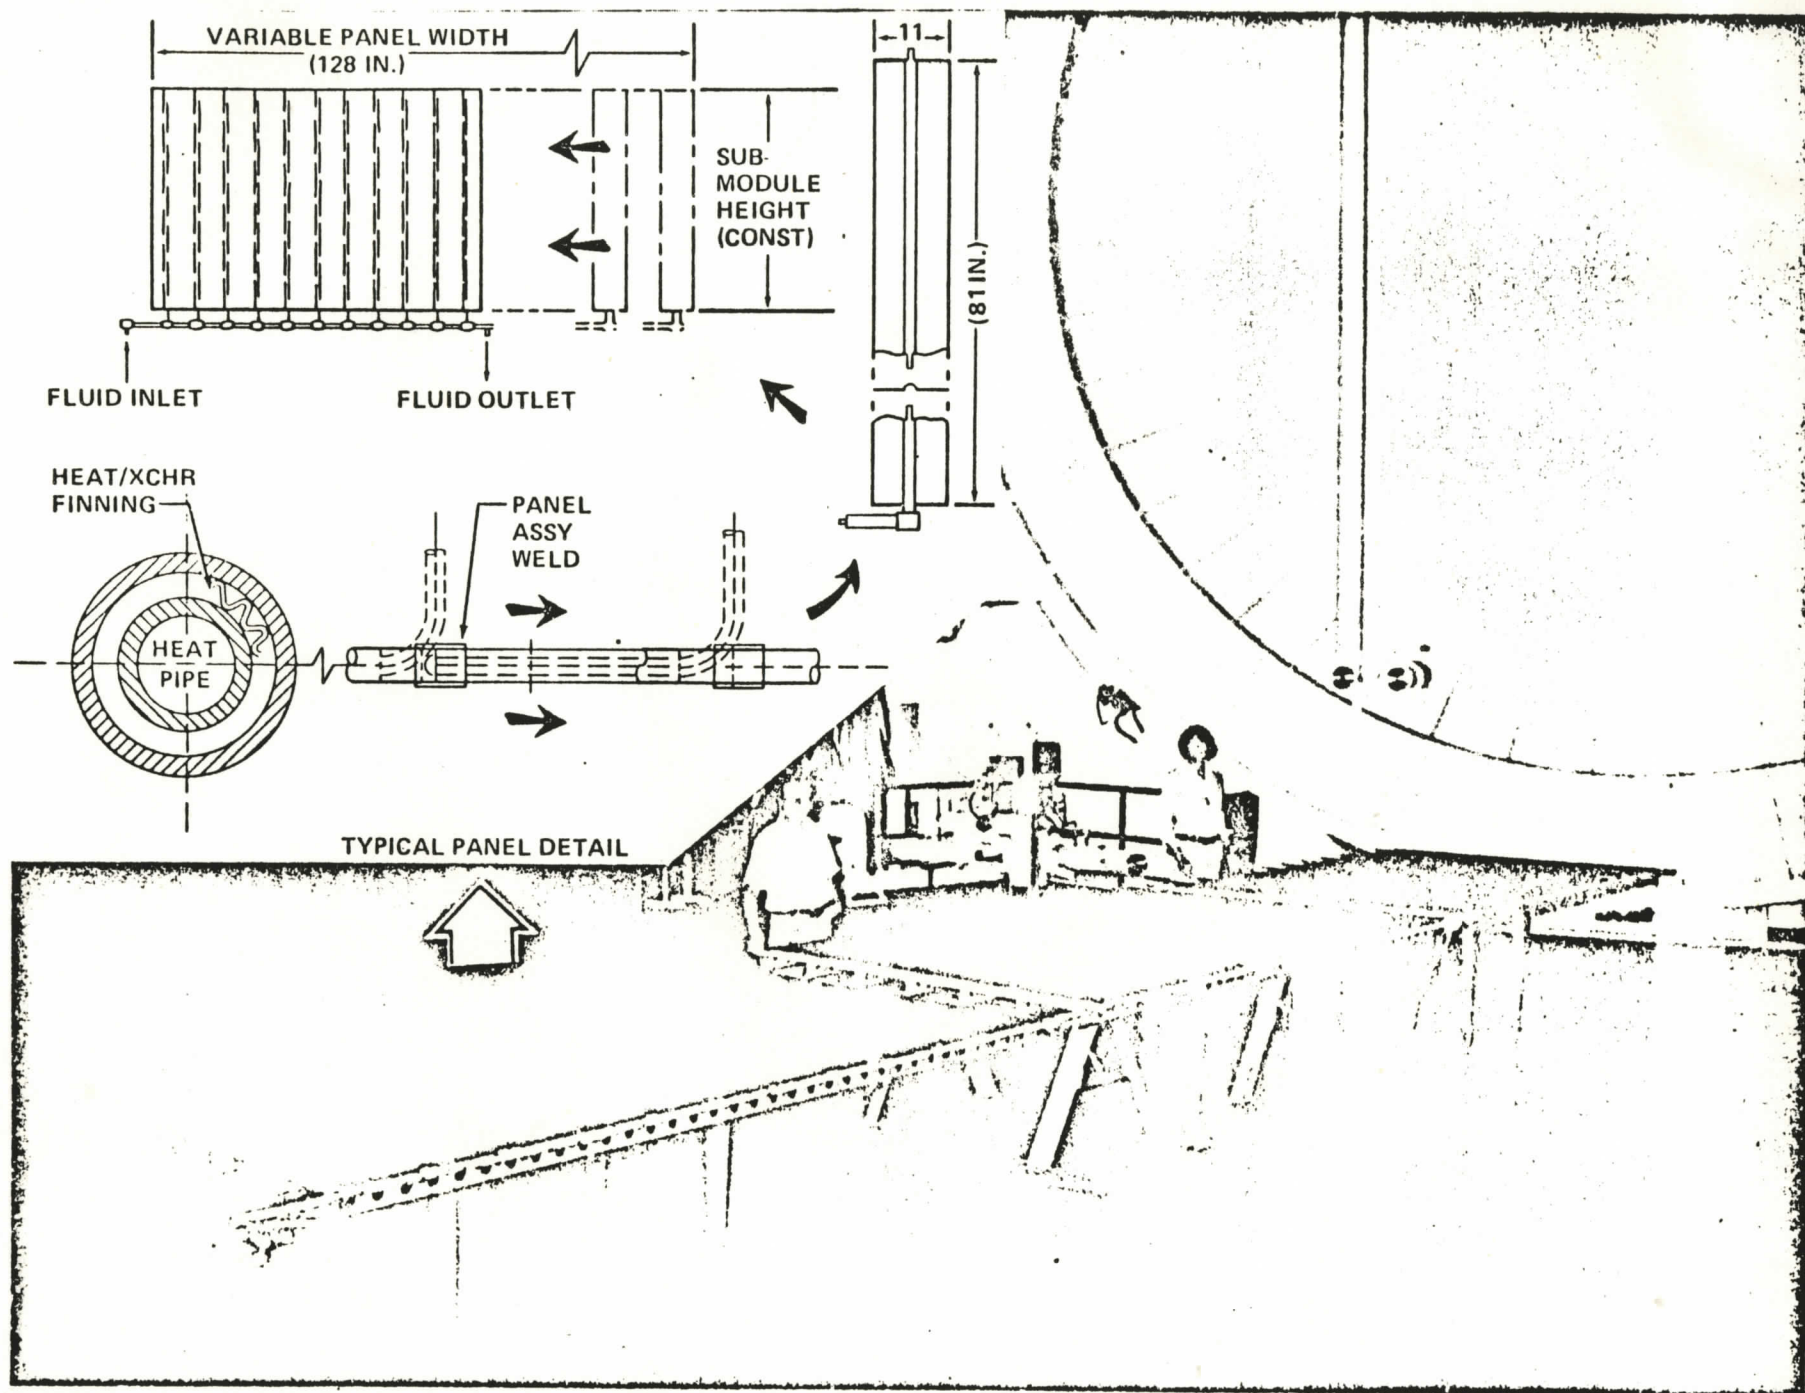 VARIABLE PANEL WIDTH
(128 IN.)
11
SUB-
MODULE
HEIGHT
(CONST)
(81 IN.)
FLUID INLET
FLUID OUTLET
HEAT/XCHR
FINNING
PANEL
ASSY
WELD
HEAT
PIPE
TYPICAL PANEL DETAIL